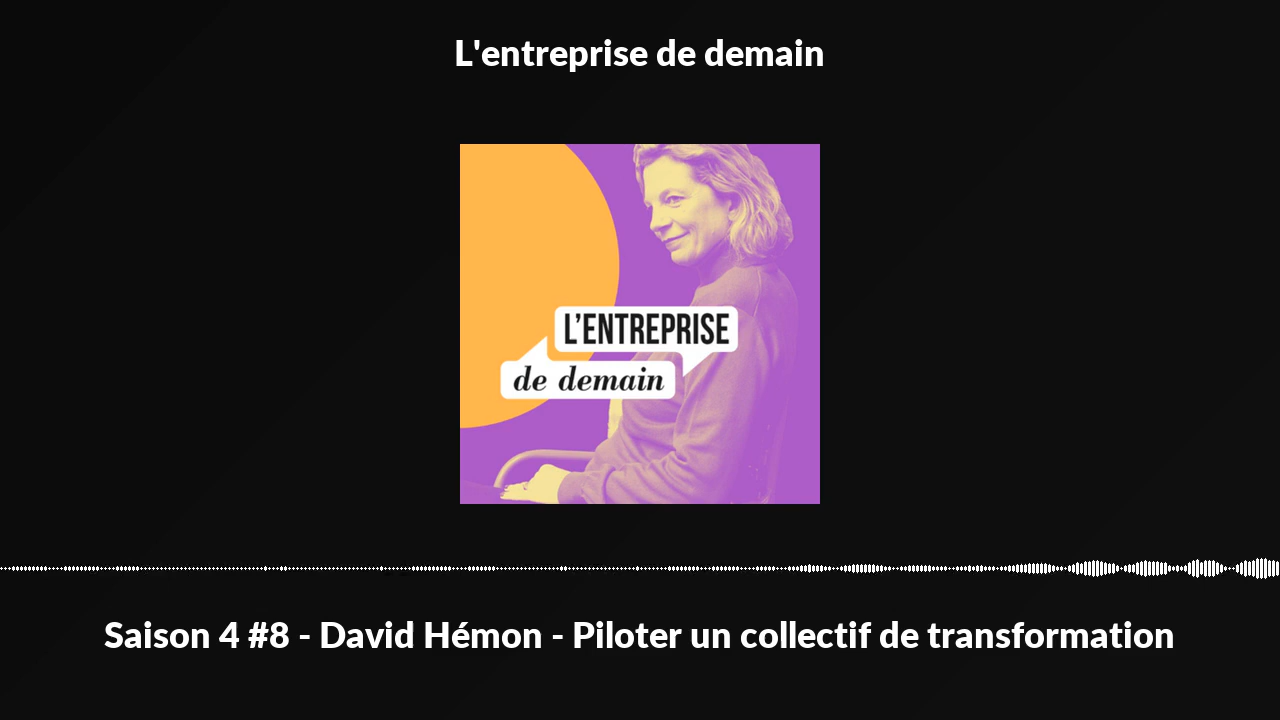 L'entreprise de demain
L'ENTREPRISE
de demain
Saison 4 #8 - David Hémon - Piloter un collectif de transformation